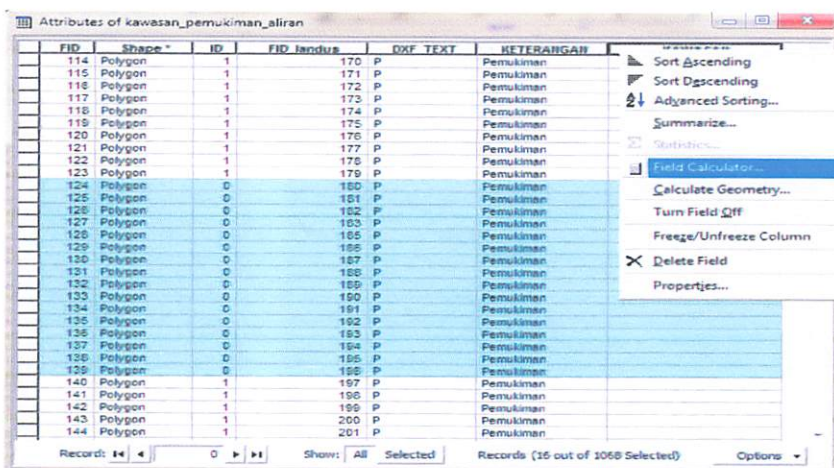 Attributes of kawasan_pemukiman_aliran
FID Shape * ID FID_landus DXF_TEXT KETERANGAN
114 Polygon 1 170 P Pemukiman
115 Polygon 1 171 P Pemukiman
116 Polygon 1 172 P Pemukiman
117 Polygon 1 173 P Pemukiman
118 Polygon 1 174 P Pemukiman
119 Polygon 1 175 P Pemukiman
120 Polygon 1 176 P Pemukiman
121 Polygon 1 177 P Pemukiman
122 Polygon 1 178 P Pemukiman
123 Polygon 1 179 P Pemukiman
124 Polygon 0 180 P Pemukiman
125 Polygon 0 181 P Pemukiman
126 Polygon 0 182 P Pemukiman
127 Polygon 0 183 P Pemukiman
128 Polygon 0 185 P Pemukiman
129 Polygon 0 186 P Pemukiman
130 Polygon 0 187 P Pemukiman
131 Polygon 0 188 P Pemukiman
132 Polygon 0 189 P Pemukiman
133 Polygon 0 190 P Pemukiman
134 Polygon 0 191 P Pemukiman
135 Polygon 0 192 P Pemukiman
136 Polygon 0 193 P Pemukiman
137 Polygon 0 194 P Pemukiman
138 Polygon 0 195 P Pemukiman
139 Polygon 0 196 P Pemukiman
140 Polygon 1 197 P Pemukiman
141 Polygon 1 198 P Pemukiman
142 Polygon 1 199 P Pemukiman
143 Polygon 1 200 P Pemukiman
144 Polygon 1 201 P Pemukiman
Sort Ascending
Sort Descending
Advanced Sorting...
Summarize...
Statistics...
Field Calculator...
Calculate Geometry...
Turn Field Off
Freeze/Unfreeze Column
Delete Field
Properties...
Record: 0 Show: All Selected Records (16 out of 1068 Selected) Options